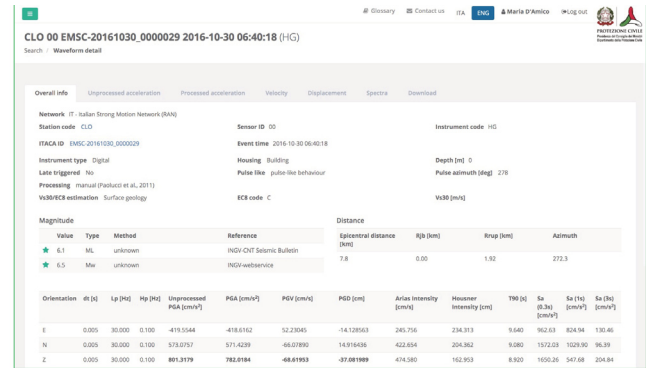 Glossary Contact us ITA ENG Maria D'Amico Log out
PROTEZIONE CIVILE
Presidenza del Consiglio dei Ministri
Dipartimento della Protezione Civile
CLO 00 EMSC-20161030_0000029 2016-10-30 06:40:18 (HG)
Search / Waveform detail
Overall info Unprocessed acceleration Processed acceleration Velocity Displacement Spectra Download
Network IT - Italian Strong Motion Network (RAN)
Station code CLO Sensor ID 00 Instrument code HG
ITACA ID EMSC-20161030_0000029 Event time 2016-10-30 06:40:18
Instrument type Digital Housing Building Depth [m] 0
Late triggered No Pulse like pulse-like behaviour Pulse azimuth [deg] 278
Processing manual (Paolucci et al., 2011)
Vs30/EC8 estimation Surface geology EC8 code C Vs30 [m/s]
Magnitude Distance
Value Type Method Reference Epicentral distance [km] Rjb [km] Rrup [km] Azimuth
6.1 ML unknown INGV-CNT Seismic Bulletin 7.8 0.00 1.92 272.3
6.5 Mw unknown INGV-webservice
Orientation dt [s] Lp [Hz] Hp [Hz] Unprocessed PGA [cm/s²] PGA [cm/s²] PGV [cm/s] PGD [cm] Arias Intensity [cm/s] Housner Intensity [cm] T90 [s] Sa (0.3s) [cm/s²] Sa (1s) [cm/s²] Sa (3s) [cm/s²]
E 0.005 30.000 0.100 -419.5544 -418.6162 52.23045 -14.128563 245.756 234.313 9.640 962.63 824.94 130.46
N 0.005 30.000 0.100 573.0757 571.4239 -66.07890 14.916436 422.654 204.362 9.080 1572.03 1029.90 96.39
Z 0.005 30.000 0.100 801.3179 782.0184 -68.61953 -37.081989 474.580 162.953 8.920 1650.26 547.68 204.84